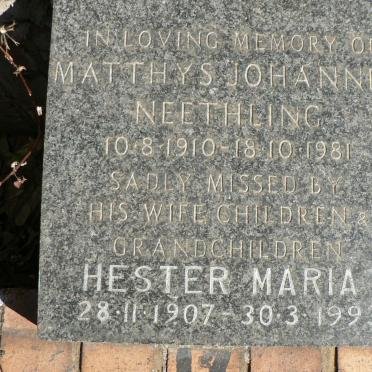 IN LOVING MEMORY OF
MATTHYS JOHANNE
NEETHLING
10·8·1910-18·10·1981
SADLY MISSED BY
HIS WIFE CHILDREN &
GRANDCHILDREN
HESTER MARIA
28·11·1907-30·3·199